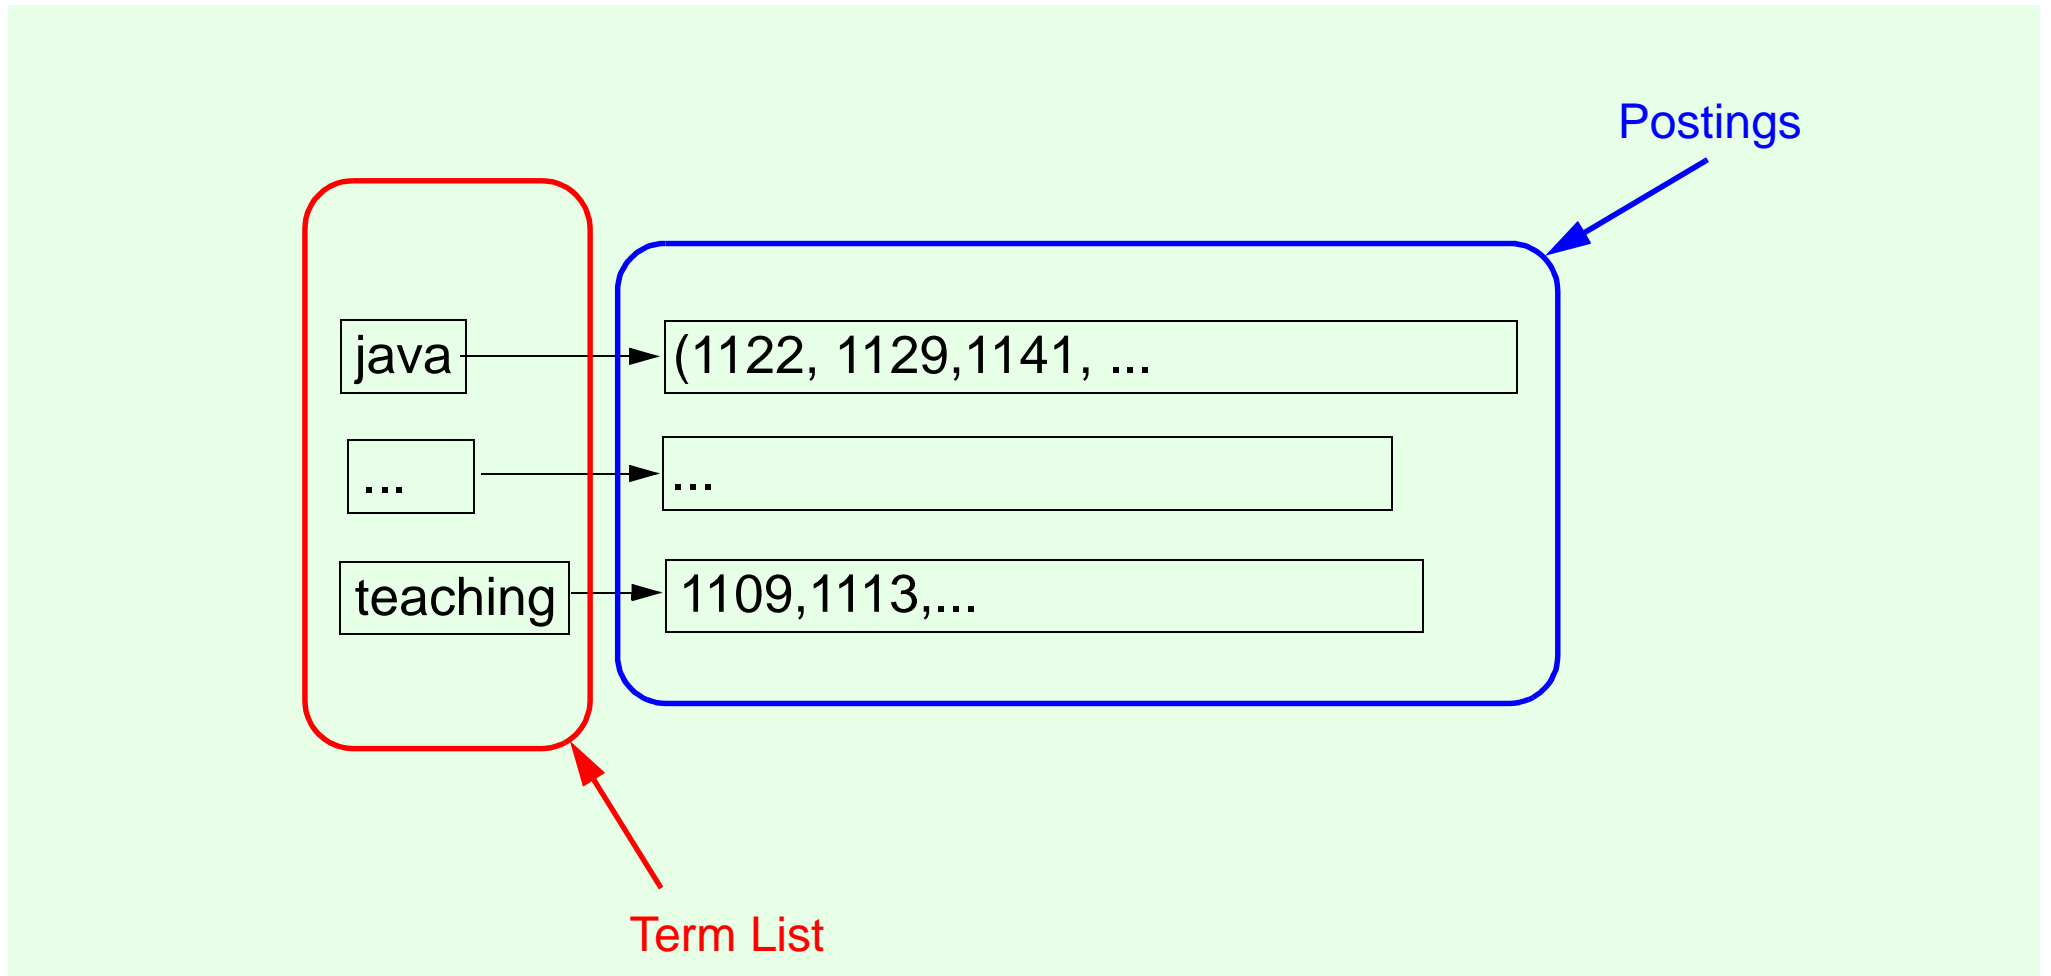 Postings
java
(1122, 1129,1141, ...
...
...
teaching
1109,1113,...
Term List